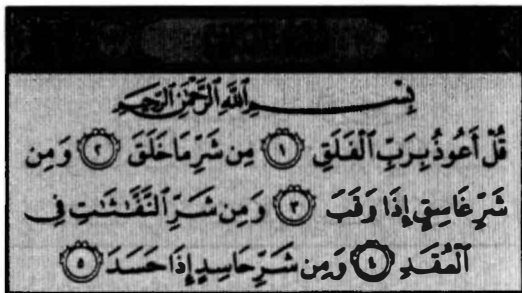 بِسْمِ اللَّهِ الرَّحْمَٰنِ الرَّحِيمِ
قُلْ أَعُوذُ بِرَبِّ الْفَلَقِ ١ مِن شَرِّ مَا خَلَقَ ٢ وَمِن
شَرِّ غَاسِقٍ إِذَا وَقَبَ ٣ وَمِن شَرِّ النَّفَّٰثَٰتِ فِي
الْعُقَدِ ٤ وَمِن شَرِّ حَاسِدٍ إِذَا حَسَدَ ٥